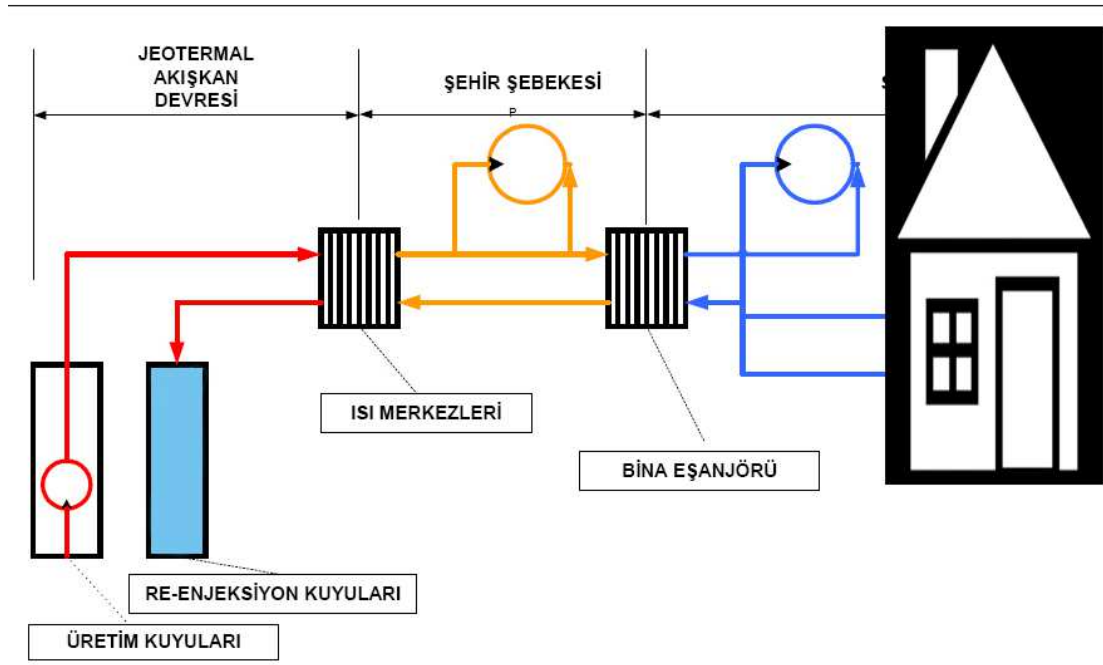 JEOTERMAL
AKIŞKAN
DEVRESİ
ŞEHİR ŞEBEKESİ
P
ISI MERKEZLERİ
BİNA EŞANJÖRÜ
RE-ENJEKSİYON KUYULARI
ÜRETİM KUYULARI